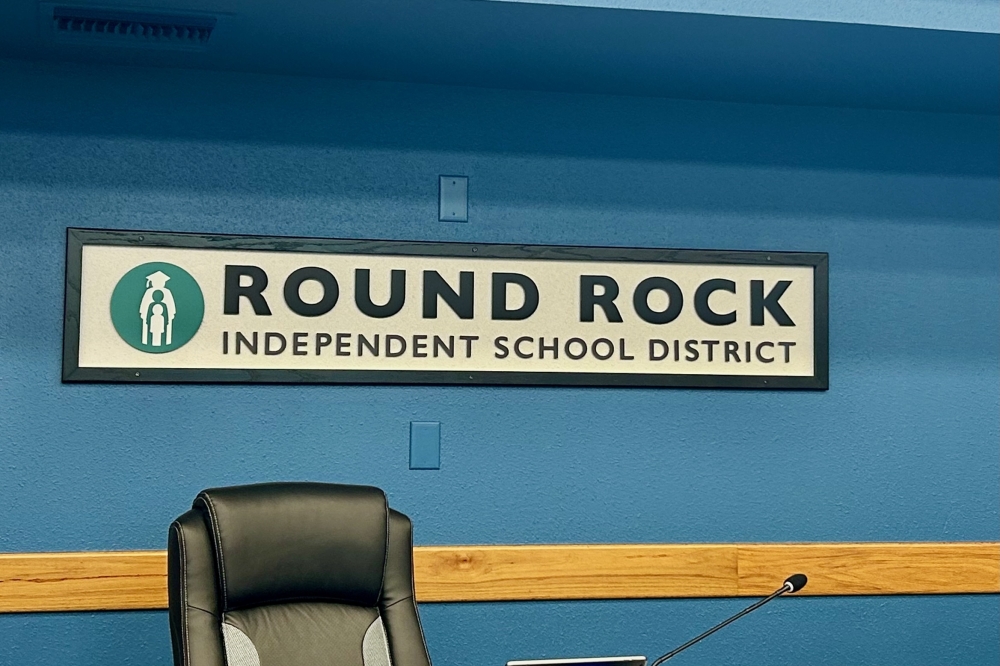 ROUND ROCK
INDEPENDENT SCHOOL DISTRICT